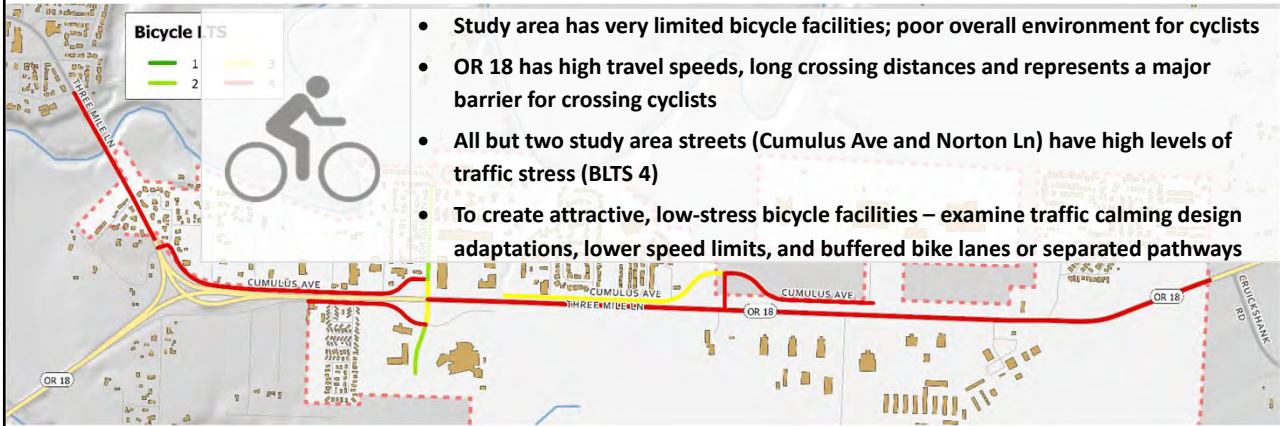 Bicycle LTS
1 3
2 4
• Study area has very limited bicycle facilities; poor overall environment for cyclists
• OR 18 has high travel speeds, long crossing distances and represents a major
barrier for crossing cyclists
• All but two study area streets (Cumulus Ave and Norton Ln) have high levels of
traffic stress (BLTS 4)
• To create attractive, low-stress bicycle facilities – examine traffic calming design
adaptations, lower speed limits, and buffered bike lanes or separated pathways
THREE MILE LN
CUMULUS AVE
CUMULUS AVE
CUMULUS AVE
THREE MILE LN
OR 18
OR 18
CRUICKSHANK
RD
OR 18